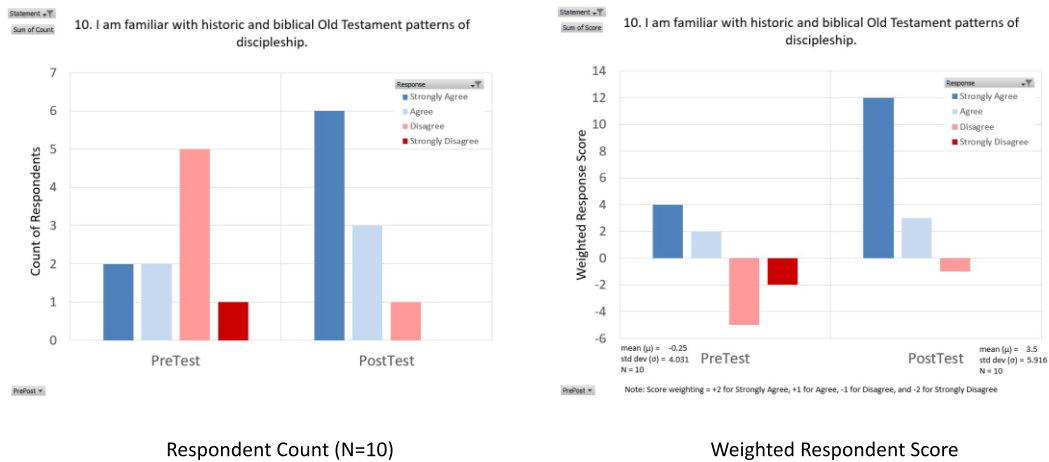 Statement
Sum of Count
10. I am familiar with historic and biblical Old Testament patterns of
discipleship.
Response
Strongly Agree
Agree
Disagree
Strongly Disagree
Count of Respondents
7
6
5
4
3
2
1
0
PreTest
PostTest
PrePost
Respondent Count (N=10)
Statement
Sum of Score
10. I am familiar with historic and biblical Old Testament patterns of
discipleship.
Response
Strongly Agree
Agree
Disagree
Strongly Disagree
Weighted Response Score
14
12
10
8
6
4
2
0
-2
-4
-6
mean (μ) = -0.25
std dev (σ) = 4.031
N = 10
PreTest
PostTest
mean (μ) = 3.5
std dev (σ) = 5.916
N = 10
PrePost
Note: Score weighting = +2 for Strongly Agree, +1 for Agree, -1 for Disagree, and -2 for Strongly Disagree
Weighted Respondent Score